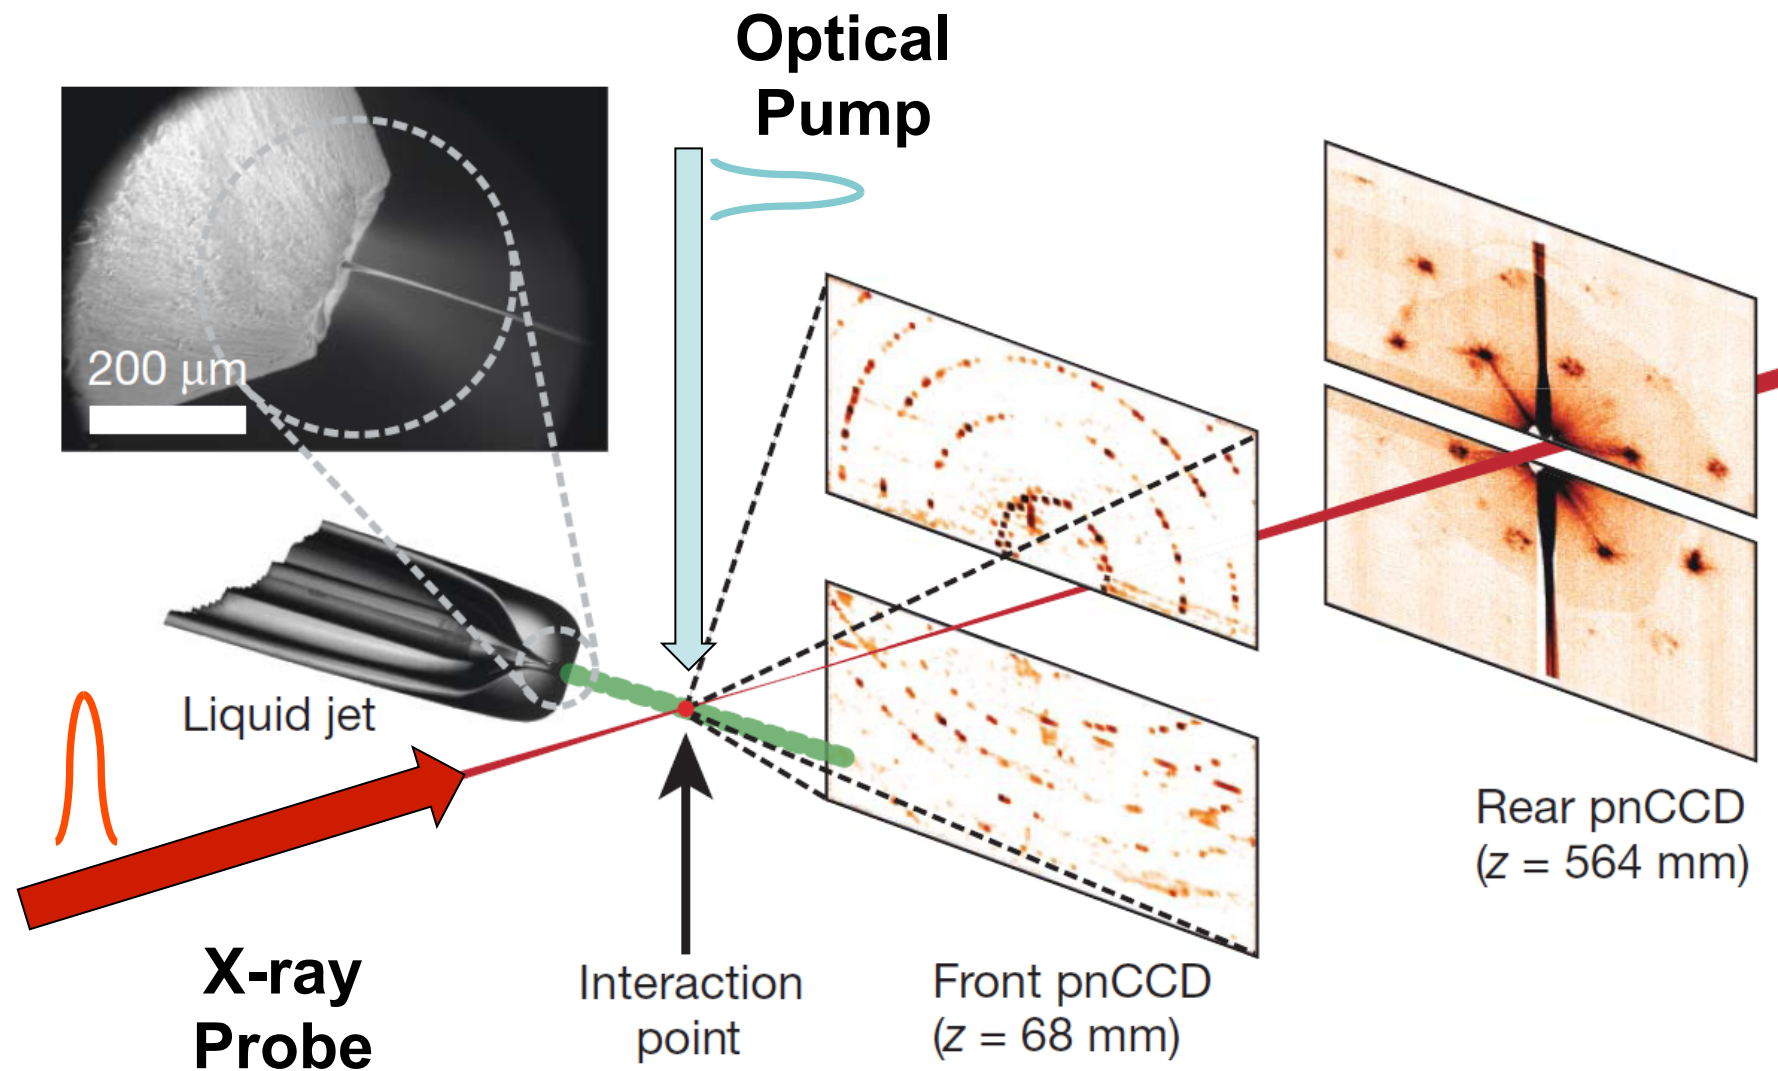 Optical
Pump
200 μm
Liquid jet
X-ray
Probe
Interaction
point
Front pnCCD
(z = 68 mm)
Rear pnCCD
(z = 564 mm)